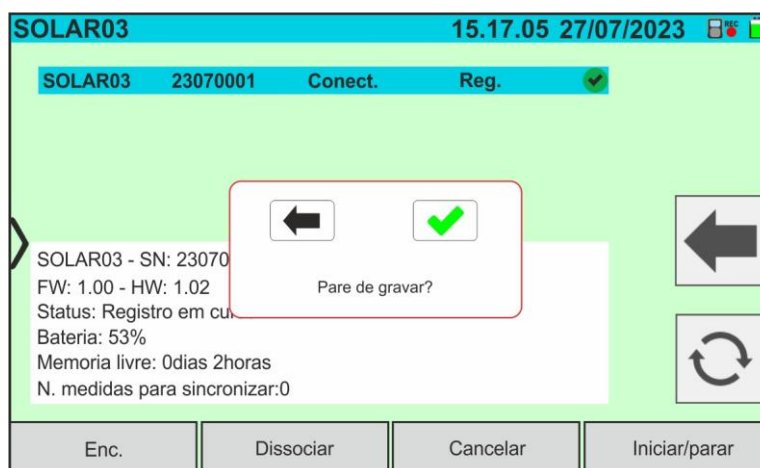 SOLAR03 15.17.05 27/07/2023 REC
SOLAR03 23070001 Conect. Reg.
Pare de gravar?
SOLAR03 - SN: 23070
FW: 1.00 - HW: 1.02
Status: Registro em
Bateria: 53%
Memoria livre: 0dias 2horas
N. medidas para sincronizar:0
Enc. Dissociar Cancelar Iniciar/parar